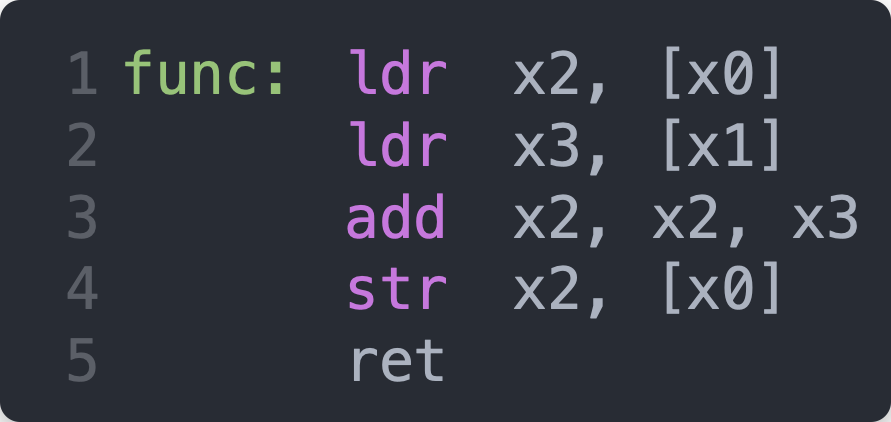 1 func: ldr x2, [x0]
2 ldr x3, [x1]
3 add x2, x2, x3
4 str x2, [x0]
5 ret